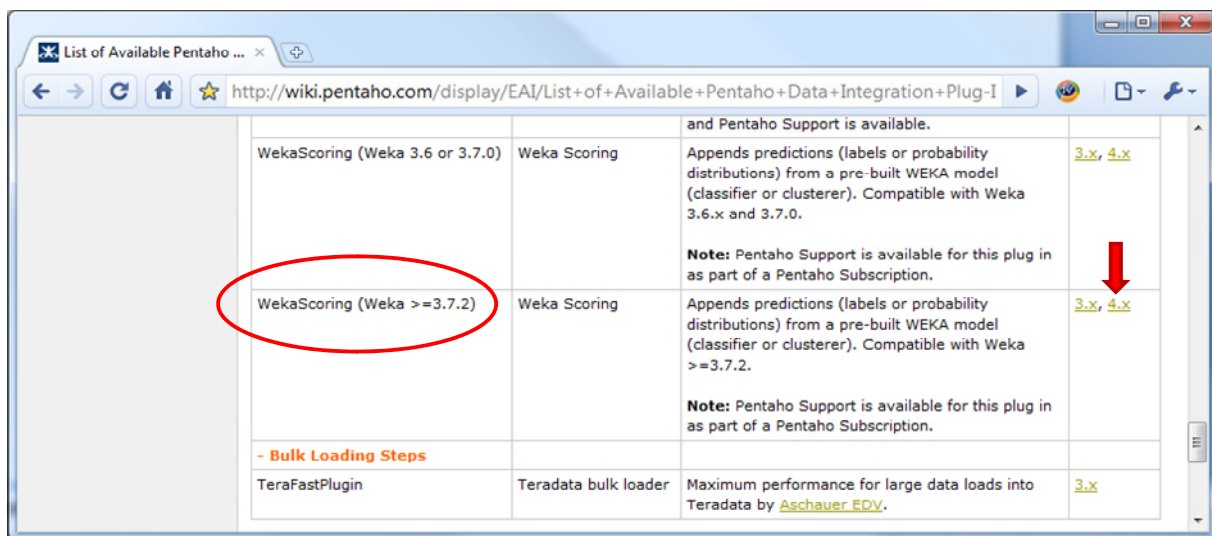 List of Available Pentaho ...
http://wiki.pentaho.com/display/EAI/List+of+Available+Pentaho+Data+Integration+Plug-I
and Pentaho Support is available.
WekaScoring (Weka 3.6 or 3.7.0) Weka Scoring Appends predictions (labels or probability 3.x, 4.x
distributions) from a pre-built WEKA model
(classifier or clusterer). Compatible with Weka
3.6.x and 3.7.0.
Note: Pentaho Support is available for this plug in
as part of a Pentaho Subscription.
WekaScoring (Weka >=3.7.2) Weka Scoring Appends predictions (labels or probability 3.x, 4.x
distributions) from a pre-built WEKA model
(classifier or clusterer). Compatible with Weka
>=3.7.2.
Note: Pentaho Support is available for this plug in
as part of a Pentaho Subscription.
- Bulk Loading Steps
TeraFastPlugin Teradata bulk loader Maximum performance for large data loads into 3.x
Teradata by Aschauer EDV.